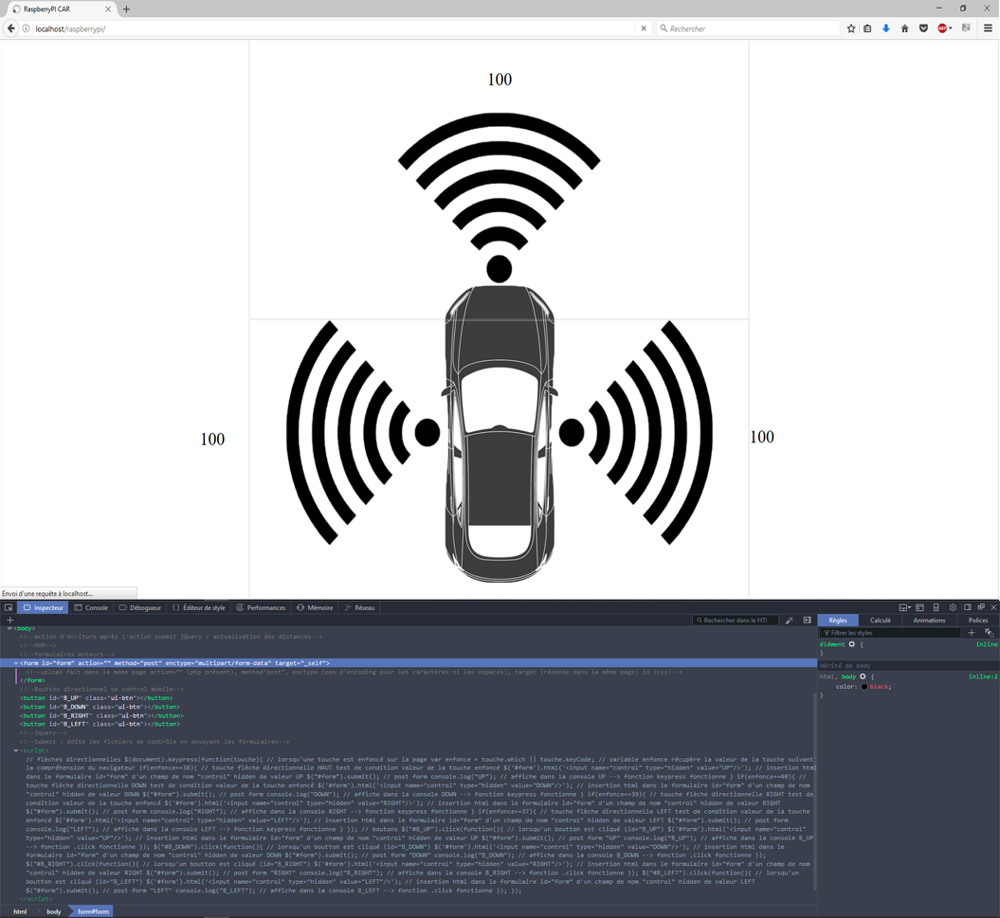 RaspberryPI CAR
localhost/raspberrypi/
Rechercher
100
100
100
Envoi d'une requête à localhost...
Inspecteur Console Débogueur Éditeur de style Performances Mémoire Réseau
Rechercher dans le HTI
Règles Calculé Animations Polices
Filtrer les styles
élément { inline
}
Hérité de body
html, body { inline:2
color: black;
}
<body>
<!--action d'écriture après l'action submit jQuery / actualisation des distances-->
<!--PHP-->
<!--formulaires moteurs-->
<form id="form" action="" method="post" enctype="multipart/form-data" target="_self">
<!--upload fait dans la meme page action="" (php présent), method"post", enctype (pas d'encoding pour les caractères ni les espaces), target (réponse dans la même page) id (css)-->
</form>
<!--Boutton directionnel de control mobile-->
<button id="B_UP" class="ui-btn"></button>
<button id="B_DOWN" class="ui-btn"></button>
<button id="B_RIGHT" class="ui-btn"></button>
<button id="B_LEFT" class="ui-btn"></button>
<!--Jquery-->
<!--Submit : édite les fichiers de contrôle en envoyant les formulaires-->
<script>
// flèches directionnelles $(document).keypress(function(touche){ // lorsqu'une touche est enfoncé sur la page var enfonce = touche.which || touche.keyCode; // variable enfonce récupère la valeur de la touche suivant
la compréhension du navigateur if(enfonce==38){ // touche flèche directionnelle HAUT test de condition valeur de la touche enfoncé $('#form').html('<input name="control" type="hidden" value="UP"/>'); // insertion html
dans le formulaire id="form" d'un champ de nom "control" hidden de valeur UP $("#form").submit(); // post form console.log("UP"); // affiche dans la console UP --> fonction keypress fonctionne } if(enfonce==40){ //
touche flèche directionnelle DOWN test de condition valeur de la touche enfoncé $('#form').html('<input name="control" type="hidden" value="DOWN"/>'); // insertion html dans le formulaire id="form" d'un champ de nom
"control" hidden de valeur DOWN $("#form").submit(); // post form console.log("DOWN"); // affiche dans la console DOWN --> fonction keypress fonctionne } if(enfonce==39){ // touche flèche directionnelle RIGHT test de
condition valeur de la touche enfoncé $('#form').html('<input name="control" type="hidden" value="RIGHT"/>'); // insertion html dans le formulaire id="form" d'un champ de nom "control" hidden de valeur RIGHT
$("#form").submit(); // post form console.log("RIGHT"); // affiche dans la console RIGHT --> fonction keypress fonctionne } if(enfonce==37){ // touche flèche directionnelle LEFT test de condition valeur de la touche
enfoncé $('#form').html('<input name="control" type="hidden" value="LEFT"/>'); // insertion html dans le formulaire id="form" d'un champ de nom "control" hidden de valeur LEFT $("#form").submit(); // post form
console.log("LEFT"); // affiche dans la console LEFT --> fonction keypress fonctionne } }); // boutons $("#B_UP").click(function(){ // lorsqu'un boutton est cliqué (id="B_UP") $('#form').html('<input name="control"
type="hidden" value="UP"/>'); // insertion html dans le formulaire id="form" d'un champ de nom "control" hidden de valeur UP $("#form").submit(); // post form "UP" console.log("B_UP"); // affiche dans la console B_UP
--> fonction .click fonctionne }); $("#B_DOWN").click(function(){ // lorsqu'un boutton est cliqué (id="B_DOWN") $('#form').html('<input name="control" type="hidden" value="DOWN"/>'); // insertion html dans le
formulaire id="form" d'un champ de nom "control" hidden de valeur DOWN $("#form").submit(); // post form "DOWN" console.log("B_DOWN"); // affiche dans la console B_DOWN --> fonction .click fonctionne });
$("#B_RIGHT").click(function(){ // lorsqu'un boutton est cliqué (id="B_RIGHT") $('#form').html('<input name="control" type="hidden" value="RIGHT"/>'); // insertion html dans le formulaire id="form" d'un champ de nom
"control" hidden de valeur RIGHT $("#form").submit(); // post form "RIGHT" console.log("B_RIGHT"); // affiche dans la console B_RIGHT --> fonction .click fonctionne }); $("#B_LEFT").click(function(){ // lorsqu'un
boutton est cliqué (id="B_LEFT") $('#form').html('<input name="control" type="hidden" value="LEFT"/>'); // insertion html dans le formulaire id="form" d'un champ de nom "control" hidden de valeur LEFT
$("#form").submit(); // post form "LEFT" console.log("B_LEFT"); // affiche dans la console B_LEFT --> fonction .click fonctionne }); });
</script>
html body form#form